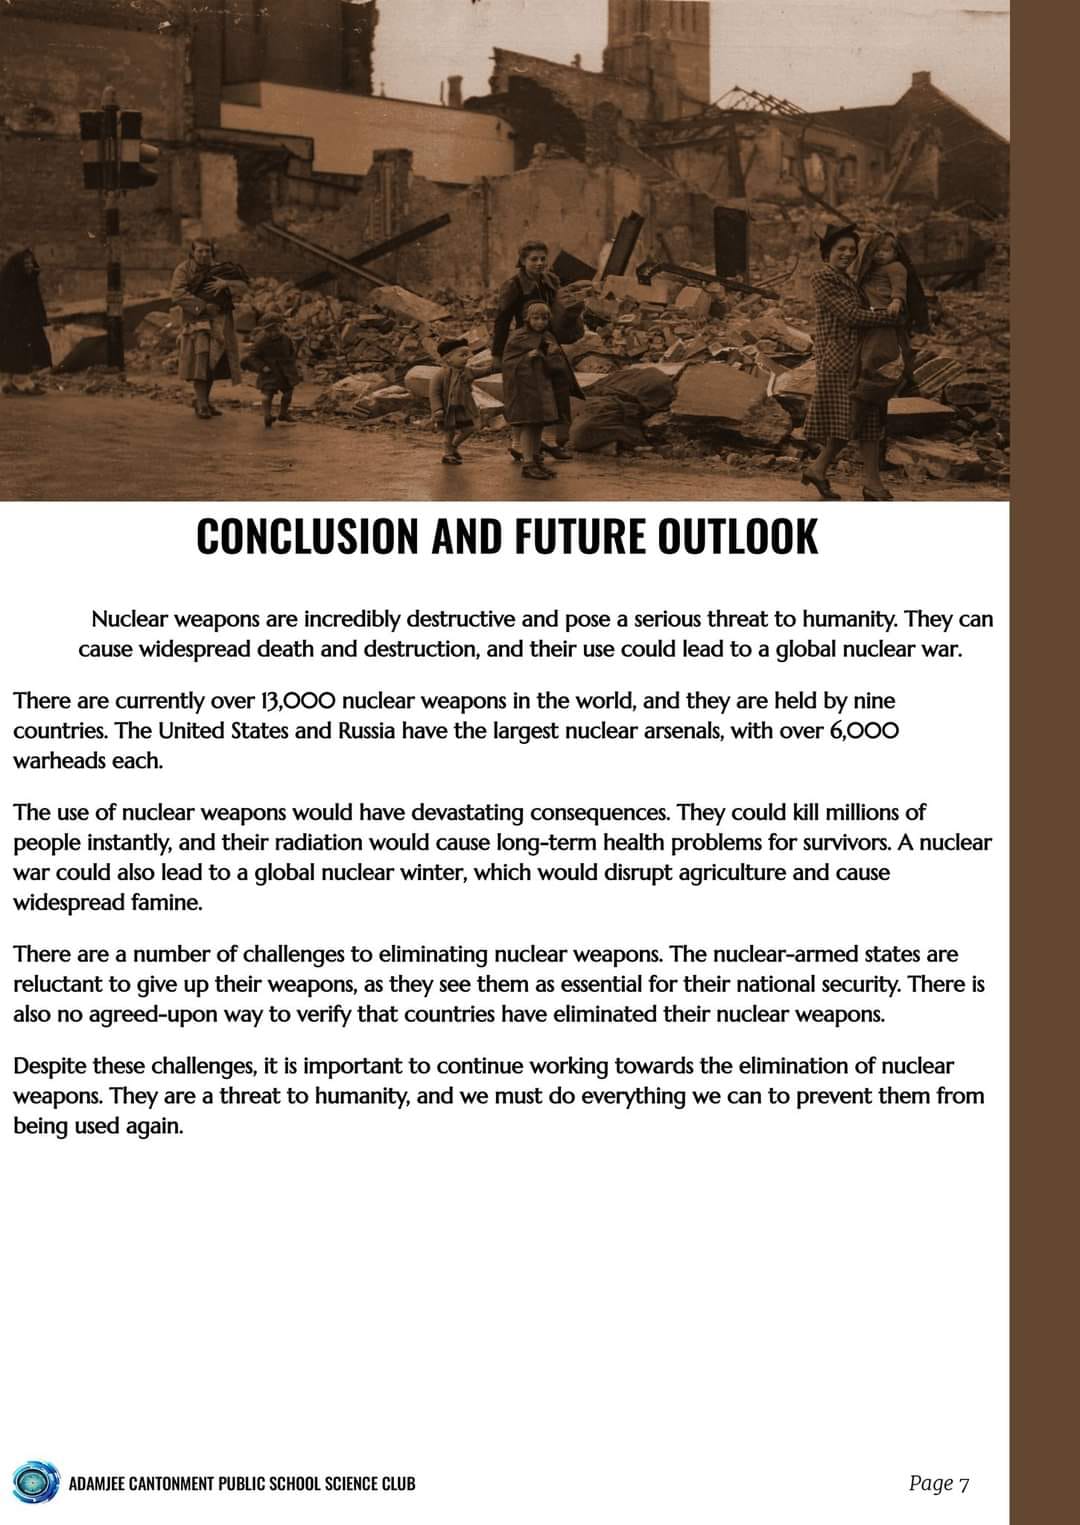 CONCLUSION AND FUTURE OUTLOOK
Nuclear weapons are incredibly destructive and pose a serious threat to humanity. They can
cause widespread death and destruction, and their use could lead to a global nuclear war.
There are currently over 13,000 nuclear weapons in the world, and they are held by nine
countries. The United States and Russia have the largest nuclear arsenals, with over 6,000
warheads each.
The use of nuclear weapons would have devastating consequences. They could kill millions of
people instantly, and their radiation would cause long-term health problems for survivors. A nuclear
war could also lead to a global nuclear winter, which would disrupt agriculture and cause
widespread famine.
There are a number of challenges to eliminating nuclear weapons. The nuclear-armed states are
reluctant to give up their weapons, as they see them as essential for their national security. There is
also no agreed-upon way to verify that countries have eliminated their nuclear weapons.
Despite these challenges, it is important to continue working towards the elimination of nuclear
weapons. They are a threat to humanity, and we must do everything we can to prevent them from
being used again.
ADAMJEE CANTONMENT PUBLIC SCHOOL SCIENCE CLUB
Page 7